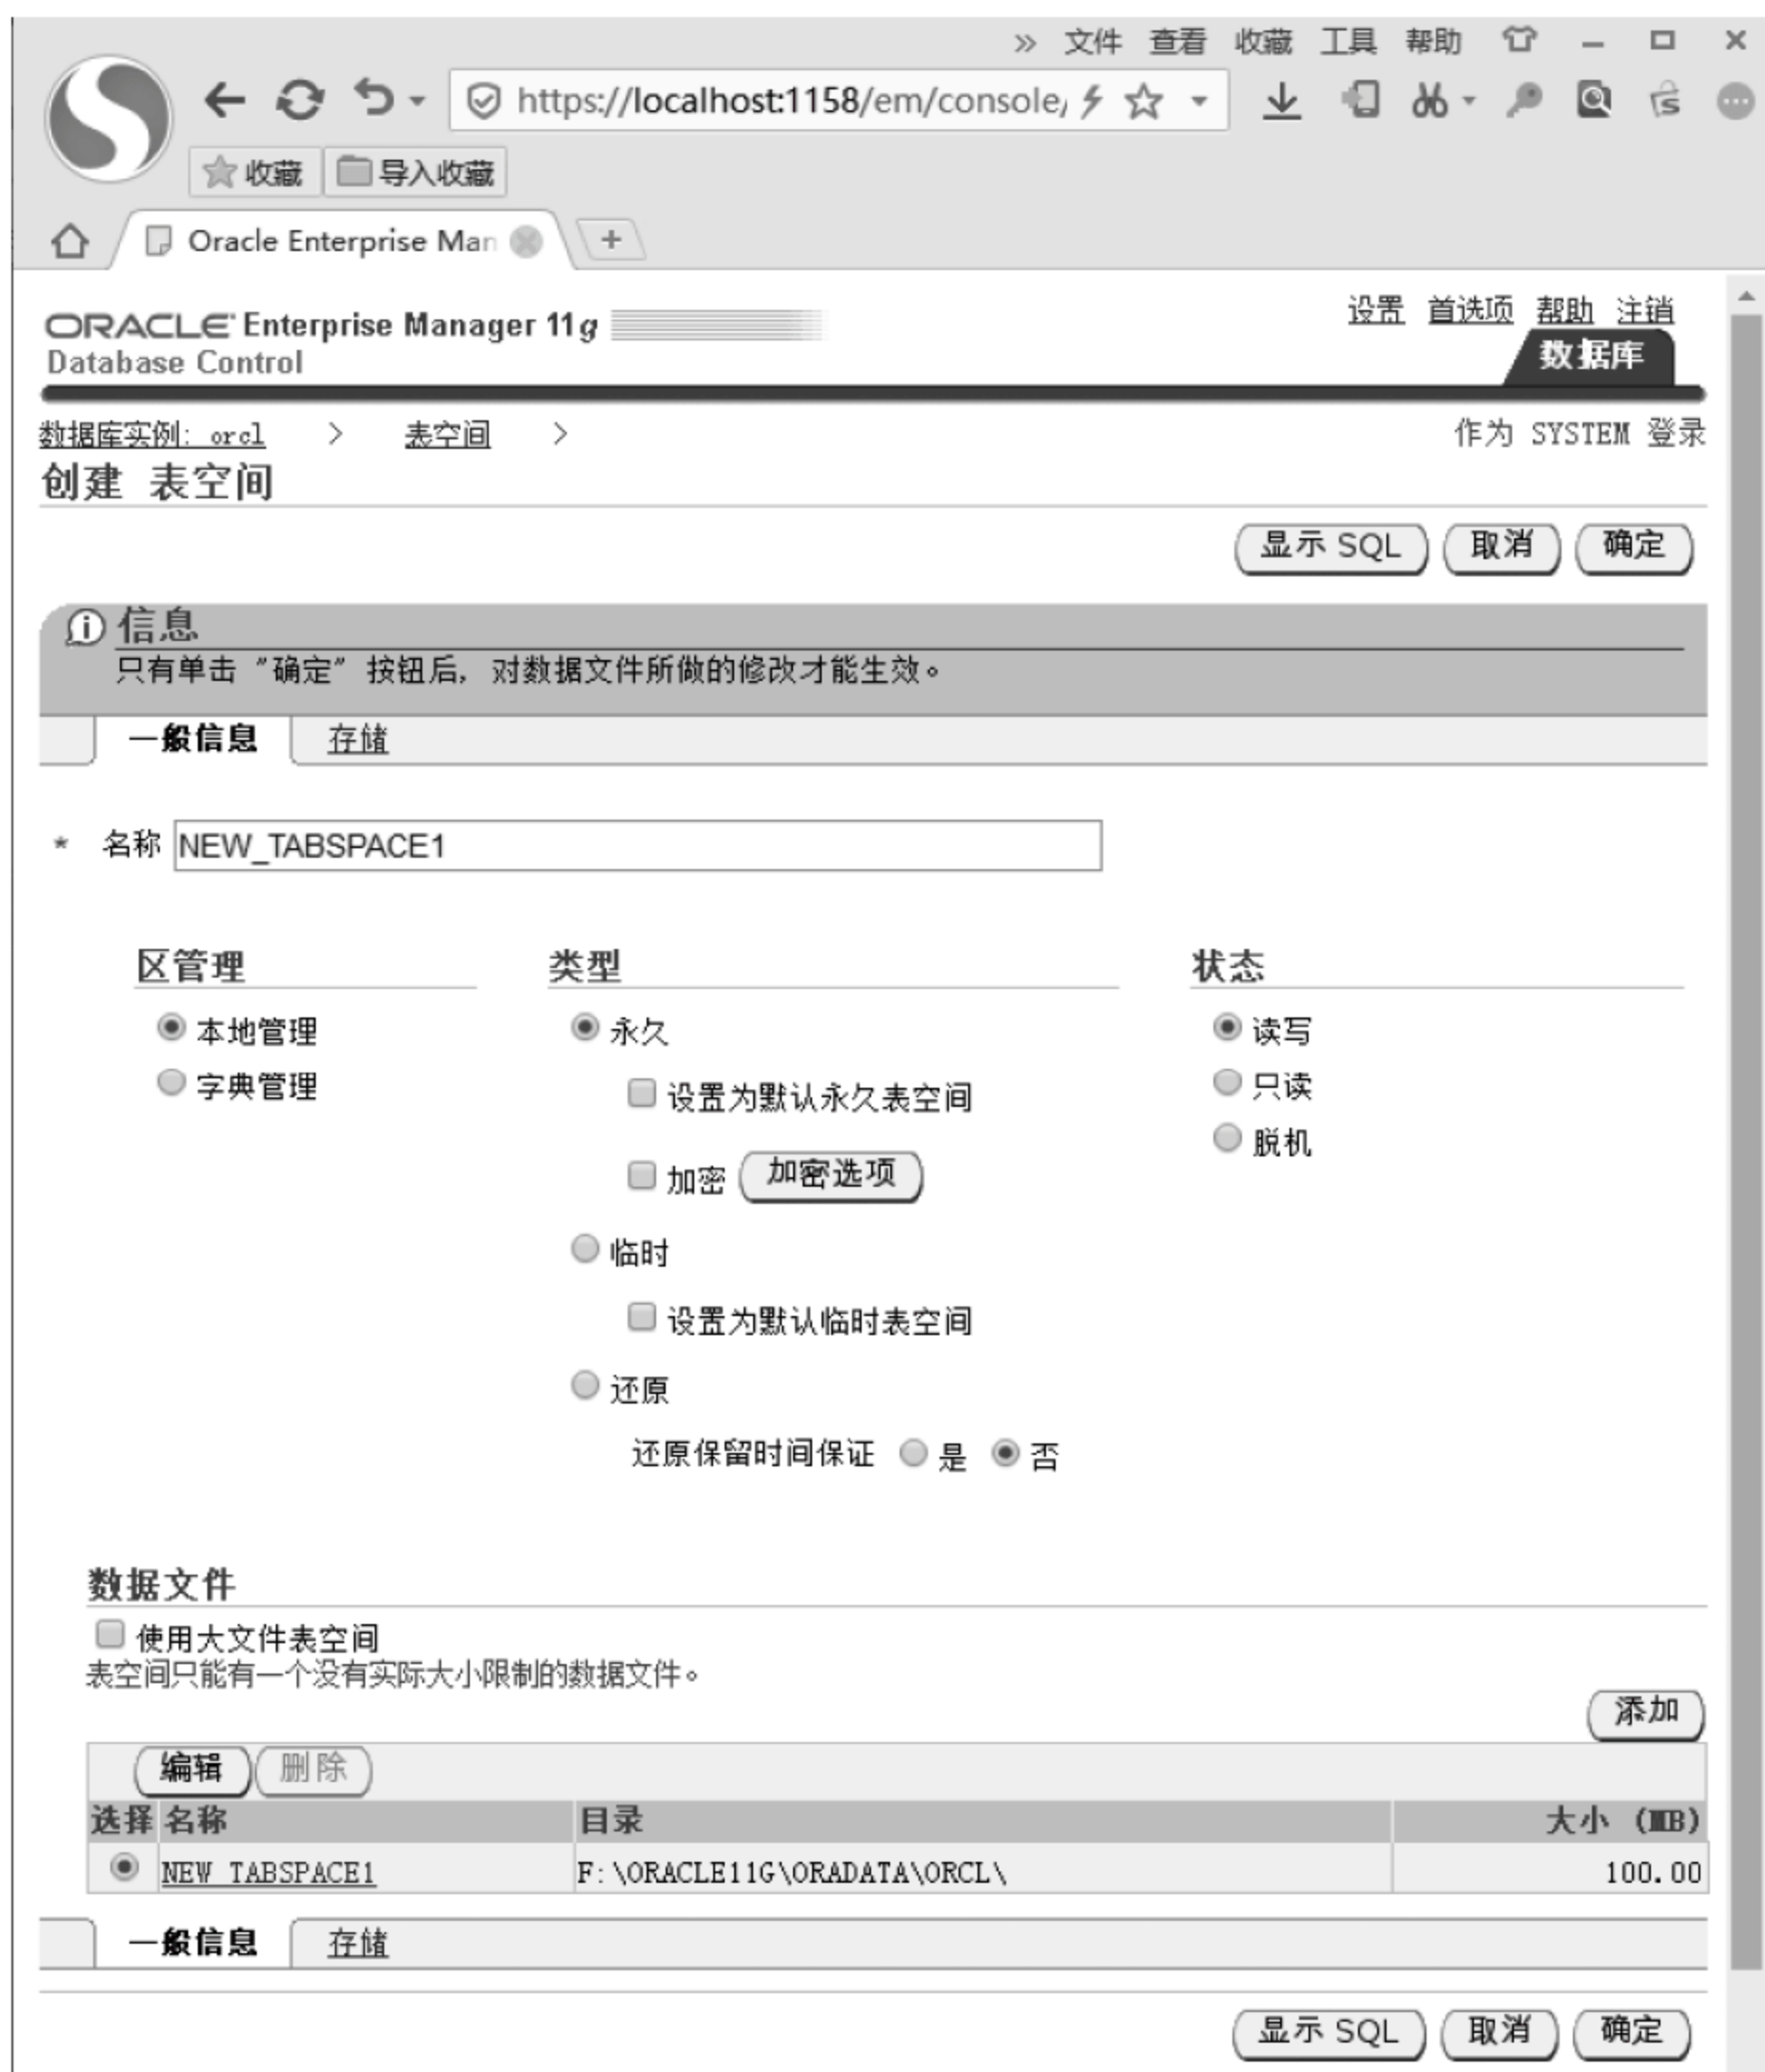 » 文件 查看 收藏 工具 帮助
https://localhost:1158/em/console/
收藏 导入收藏
Oracle Enterprise Man
ORACLE Enterprise Manager 11g
Database Control
设置 首选项 帮助 注销
数据库
数据库实例: orcl > 表空间 >
作为 SYSTEM 登录
创建 表空间
显示 SQL 取消 确定
信息
只有单击 "确定" 按钮后, 对数据文件所做的修改才能生效。
一般信息 存储
* 名称 NEW_TABSPACE1
区管理 类型 状态
本地管理 永久 读写
字典管理 设置为默认永久表空间 只读
加密 加密选项 脱机
临时
设置为默认临时表空间
还原
还原保留时间保证 是 否
数据文件
使用大文件表空间
表空间只能有一个没有实际大小限制的数据文件。
添加
编辑 删除
选择 名称 目录 大小 (MB)
NEW_TABSPACE1 F:\ORACLE11G\ORADATA\ORCL\ 100.00
一般信息 存储
显示 SQL 取消 确定